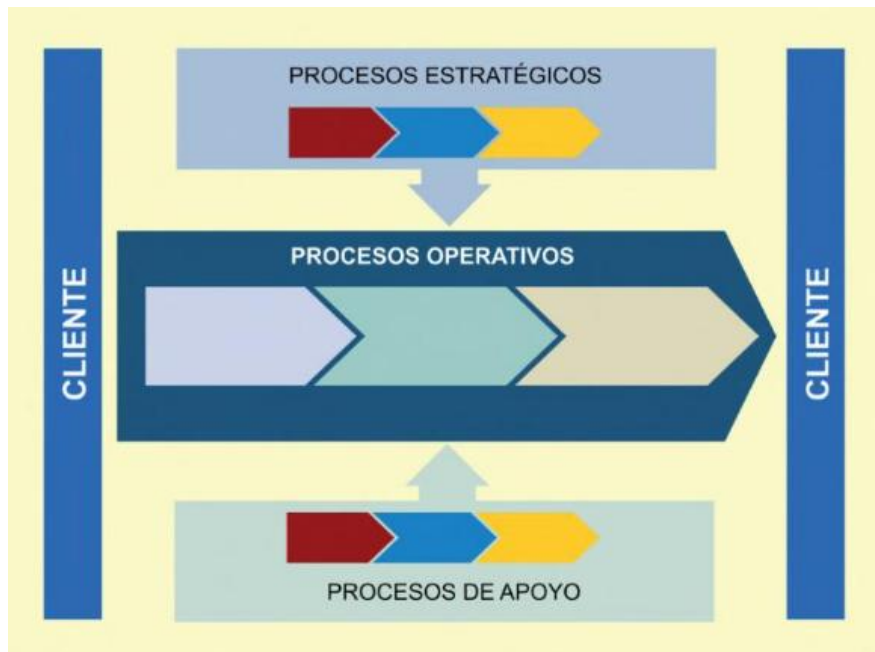 PROCESOS ESTRATÉGICOS
CLIENTE
PROCESOS OPERATIVOS
CLIENTE
PROCESOS DE APOYO